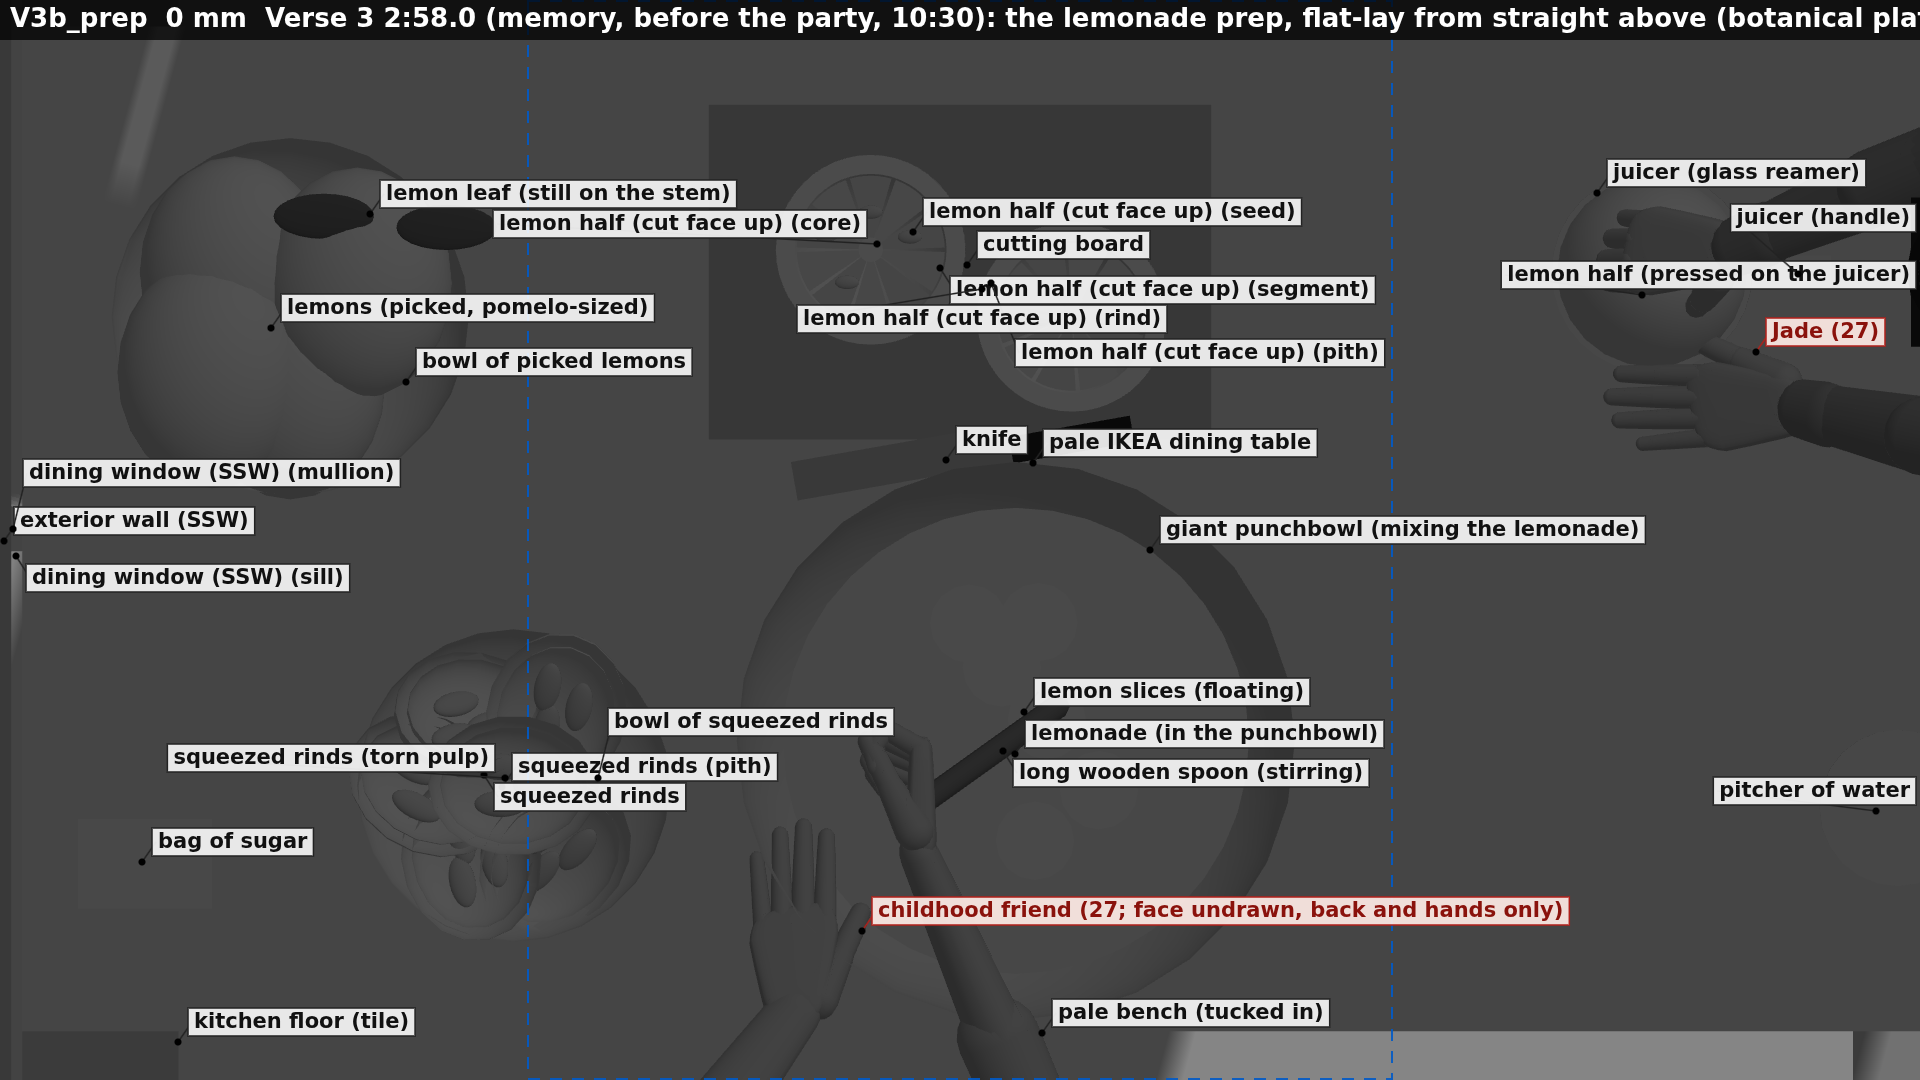 V3b_prep 0 mm Verse 3 2:58.0 (memory, before the party, 10:30): the lemonade prep, flat-lay from straight above (botanical
juicer (glass reamer)
lemon leaf (still on the stem)
lemon half (cut face up) (seed)
juicer (handle)
lemon half (cut face up) (core)
cutting board
lemon half (pressed on the juicer)
lemon half (cut face up) (segment)
lemons (picked, pomelo-sized)
lemon half (cut face up) (rind)
Jade (27)
lemon half (cut face up) (pith)
bowl of picked lemons
knife
pale IKEA dining table
dining window (SSW) (mullion)
exterior wall (SSW)
giant punchbowl (mixing the lemonade)
dining window (SSW) (sill)
lemon slices (floating)
bowl of squeezed rinds
lemonade (in the punchbowl)
squeezed rinds (torn pulp)
squeezed rinds (pith)
long wooden spoon (stirring)
pitcher of water
squeezed rinds
bag of sugar
childhood friend (27; face undrawn, back and hands only)
pale bench (tucked in)
kitchen floor (tile)